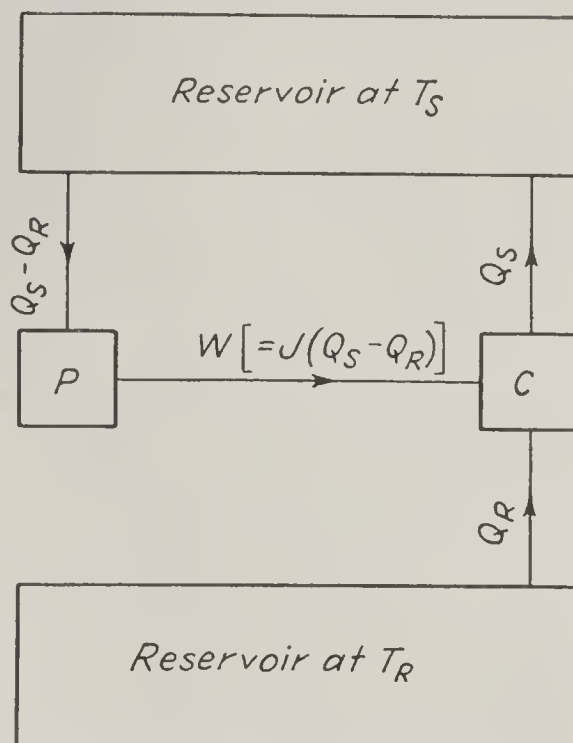 Reservoir at T_S
Q_S - Q_R
Q_S
W [= J(Q_S - Q_R)]
P
C
Q_R
Reservoir at T_R